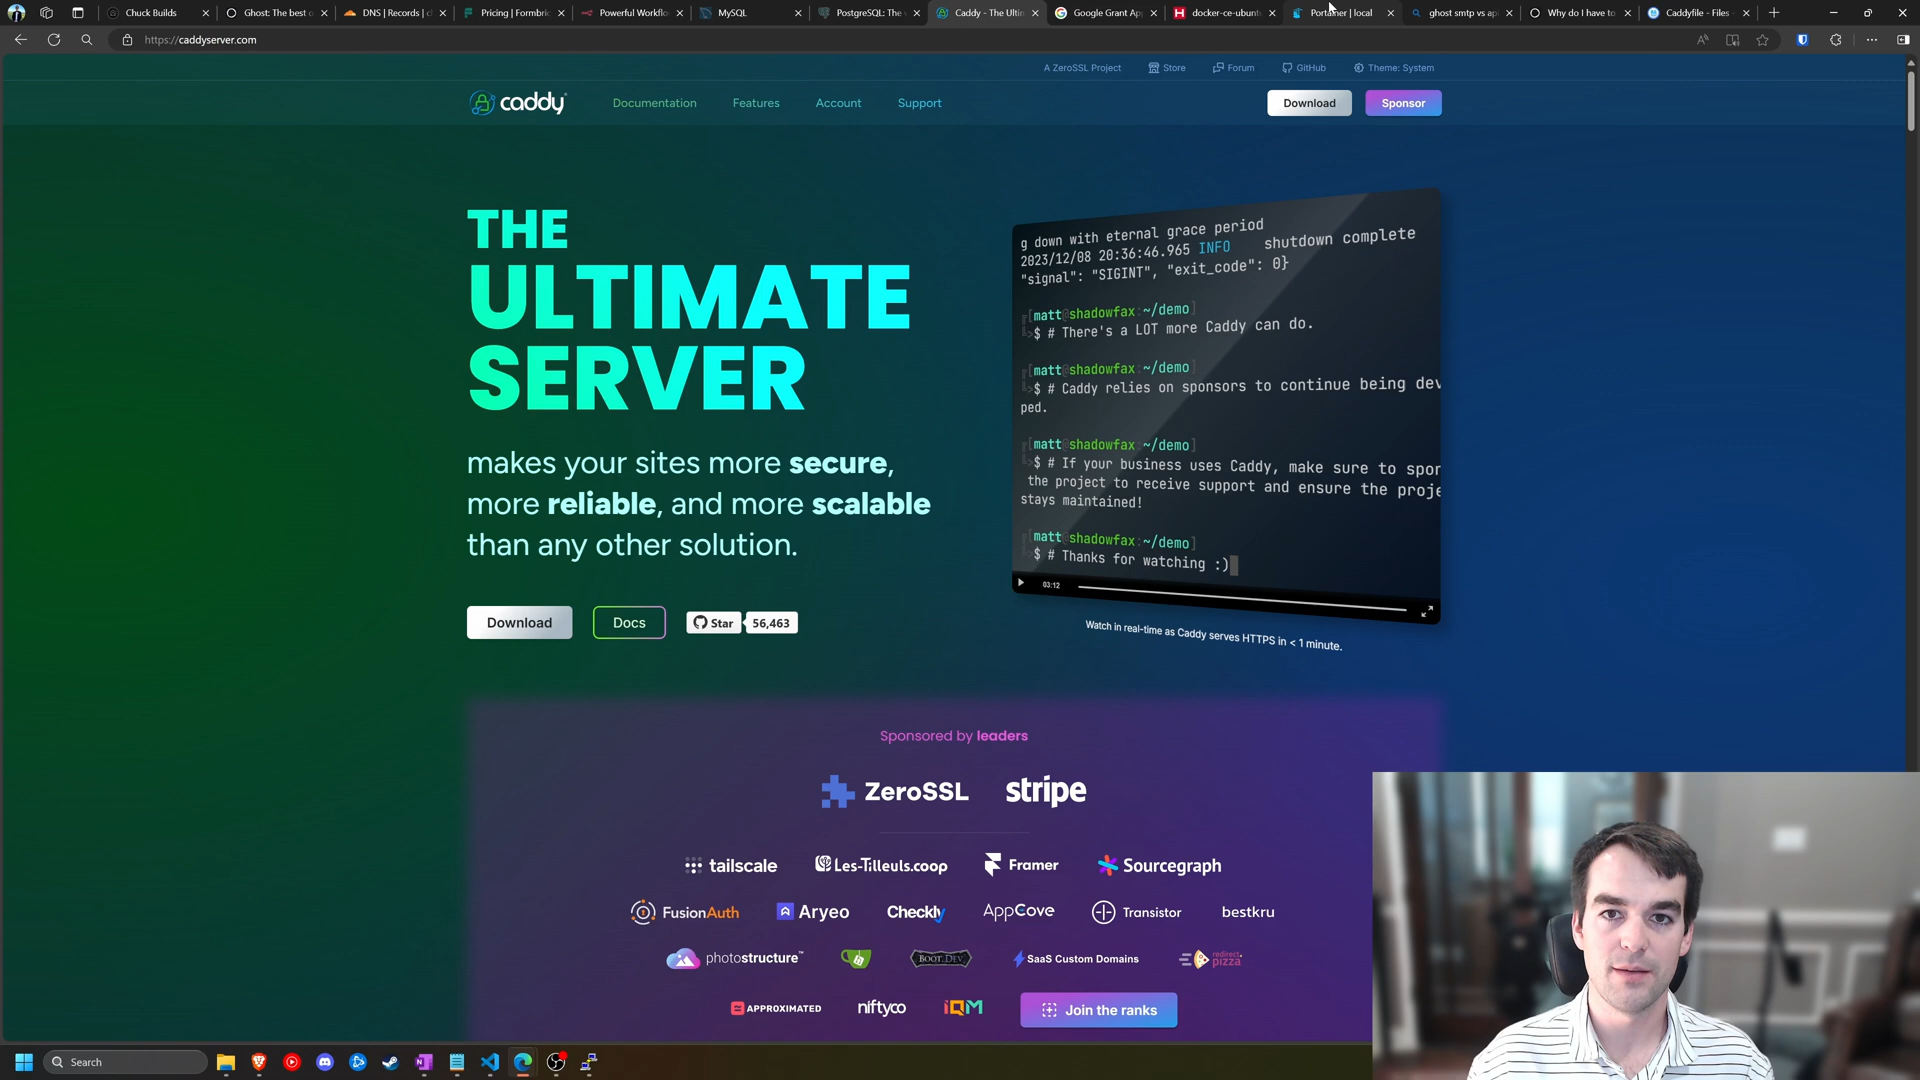 Chuck Builds
Ghost: The best o
DNS | Records | c
Pricing | Formbric
Powerful Workflo
MySQL
PostgreSQL: The
Caddy - The Ultim
Google Grant Ap
docker-ce-ubunt
Portainer | local
ghost smtp vs ap
Why do I have to
Caddyfile - Files -
https://caddyserver.com
A ZeroSSL Project
Store
Forum
GitHub
Theme: System
caddy
Documentation
Features
Account
Support
Download
Sponsor
THE
ULTIMATE
SERVER
makes your sites more secure,
more reliable, and more scalable
than any other solution.
Download
Docs
Star
56,463
g down with eternal grace period
2023/12/08 20:36:46.965 INFO shutdown complete
"signal": "SIGINT", "exit_code": 0}
[matt@shadowfax:~/demo]
$ # There's a LOT more Caddy can do.
[matt@shadowfax:~/demo]
$ # Caddy relies on sponsors to continue being dev
ped.
[matt@shadowfax:~/demo]
$ # If your business uses Caddy, make sure to spon
the project to receive support and ensure the proje
stays maintained!
[matt@shadowfax:~/demo]
$ # Thanks for watching :)
03:12
Watch in real-time as Caddy serves HTTPS in < 1 minute.
Sponsored by leaders
ZeroSSL
stripe
tailscale
Les-Tilleuls.coop
Framer
Sourcegraph
FusionAuth
Aryeo
Checkly
AppCove
Transistor
bestkru
photostructure™
BOOT.DEV
SaaS Custom Domains
redirect.
pizza
APPROXIMATED
niftyco
iQM
Join the ranks
Search